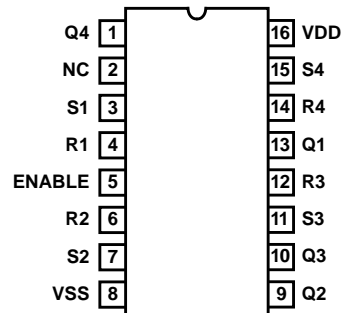 Q4 1 16 VDD
NC 2 15 S4
S1 3 14 R4
R1 4 13 Q1
ENABLE 5 12 R3
R2 6 11 S3
S2 7 10 Q3
VSS 8 9 Q2